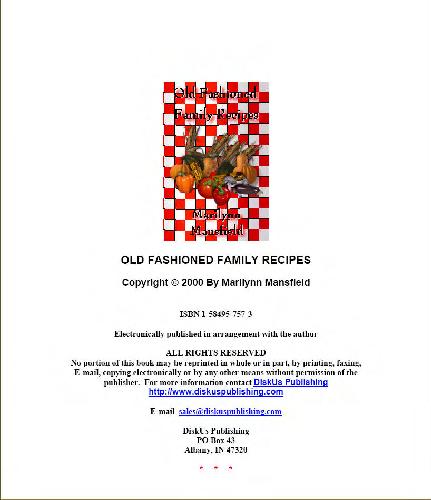 Old Fashioned
Family Recipes
Marilynn
Mansfield
OLD FASHIONED FAMILY RECIPES
Copyright © 2000 By Marilynn Mansfield
ISBN 1-58495-757-3
Electronically published in arrangement with the author
ALL RIGHTS RESERVED
No portion of this book may be reprinted in whole or in part, by printing, faxing,
E-mail, copying electronically or by any other means without permission of the
publisher. For more information contact DiskUs Publishing
http://www.diskuspublishing.com
E-mail sales@diskuspublishing.com
DiskUs Publishing
PO Box 43
Albany, IN 47320
* * *